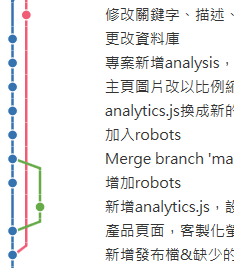 修改關鍵字、描述、
更改資料庫
專案新增analysis，
主頁圖片改以比例縮
analytics.js換成新的
加入robots
Merge branch 'ma
增加robots
新增analytics.js，設
產品頁面，客製化螢
新增發布檔&缺少的